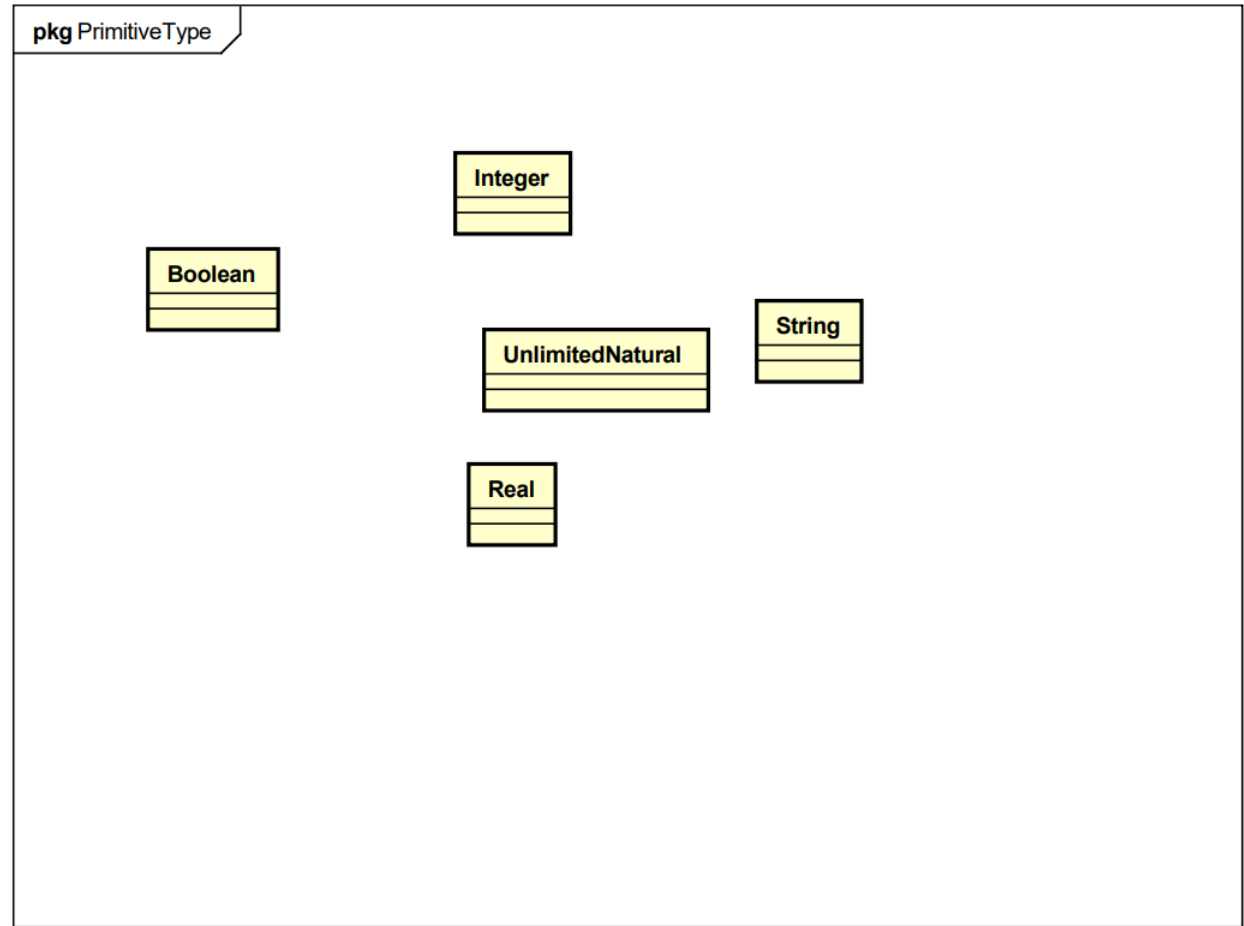 pkg PrimitiveType
Integer
Boolean
String
UnlimitedNatural
Real